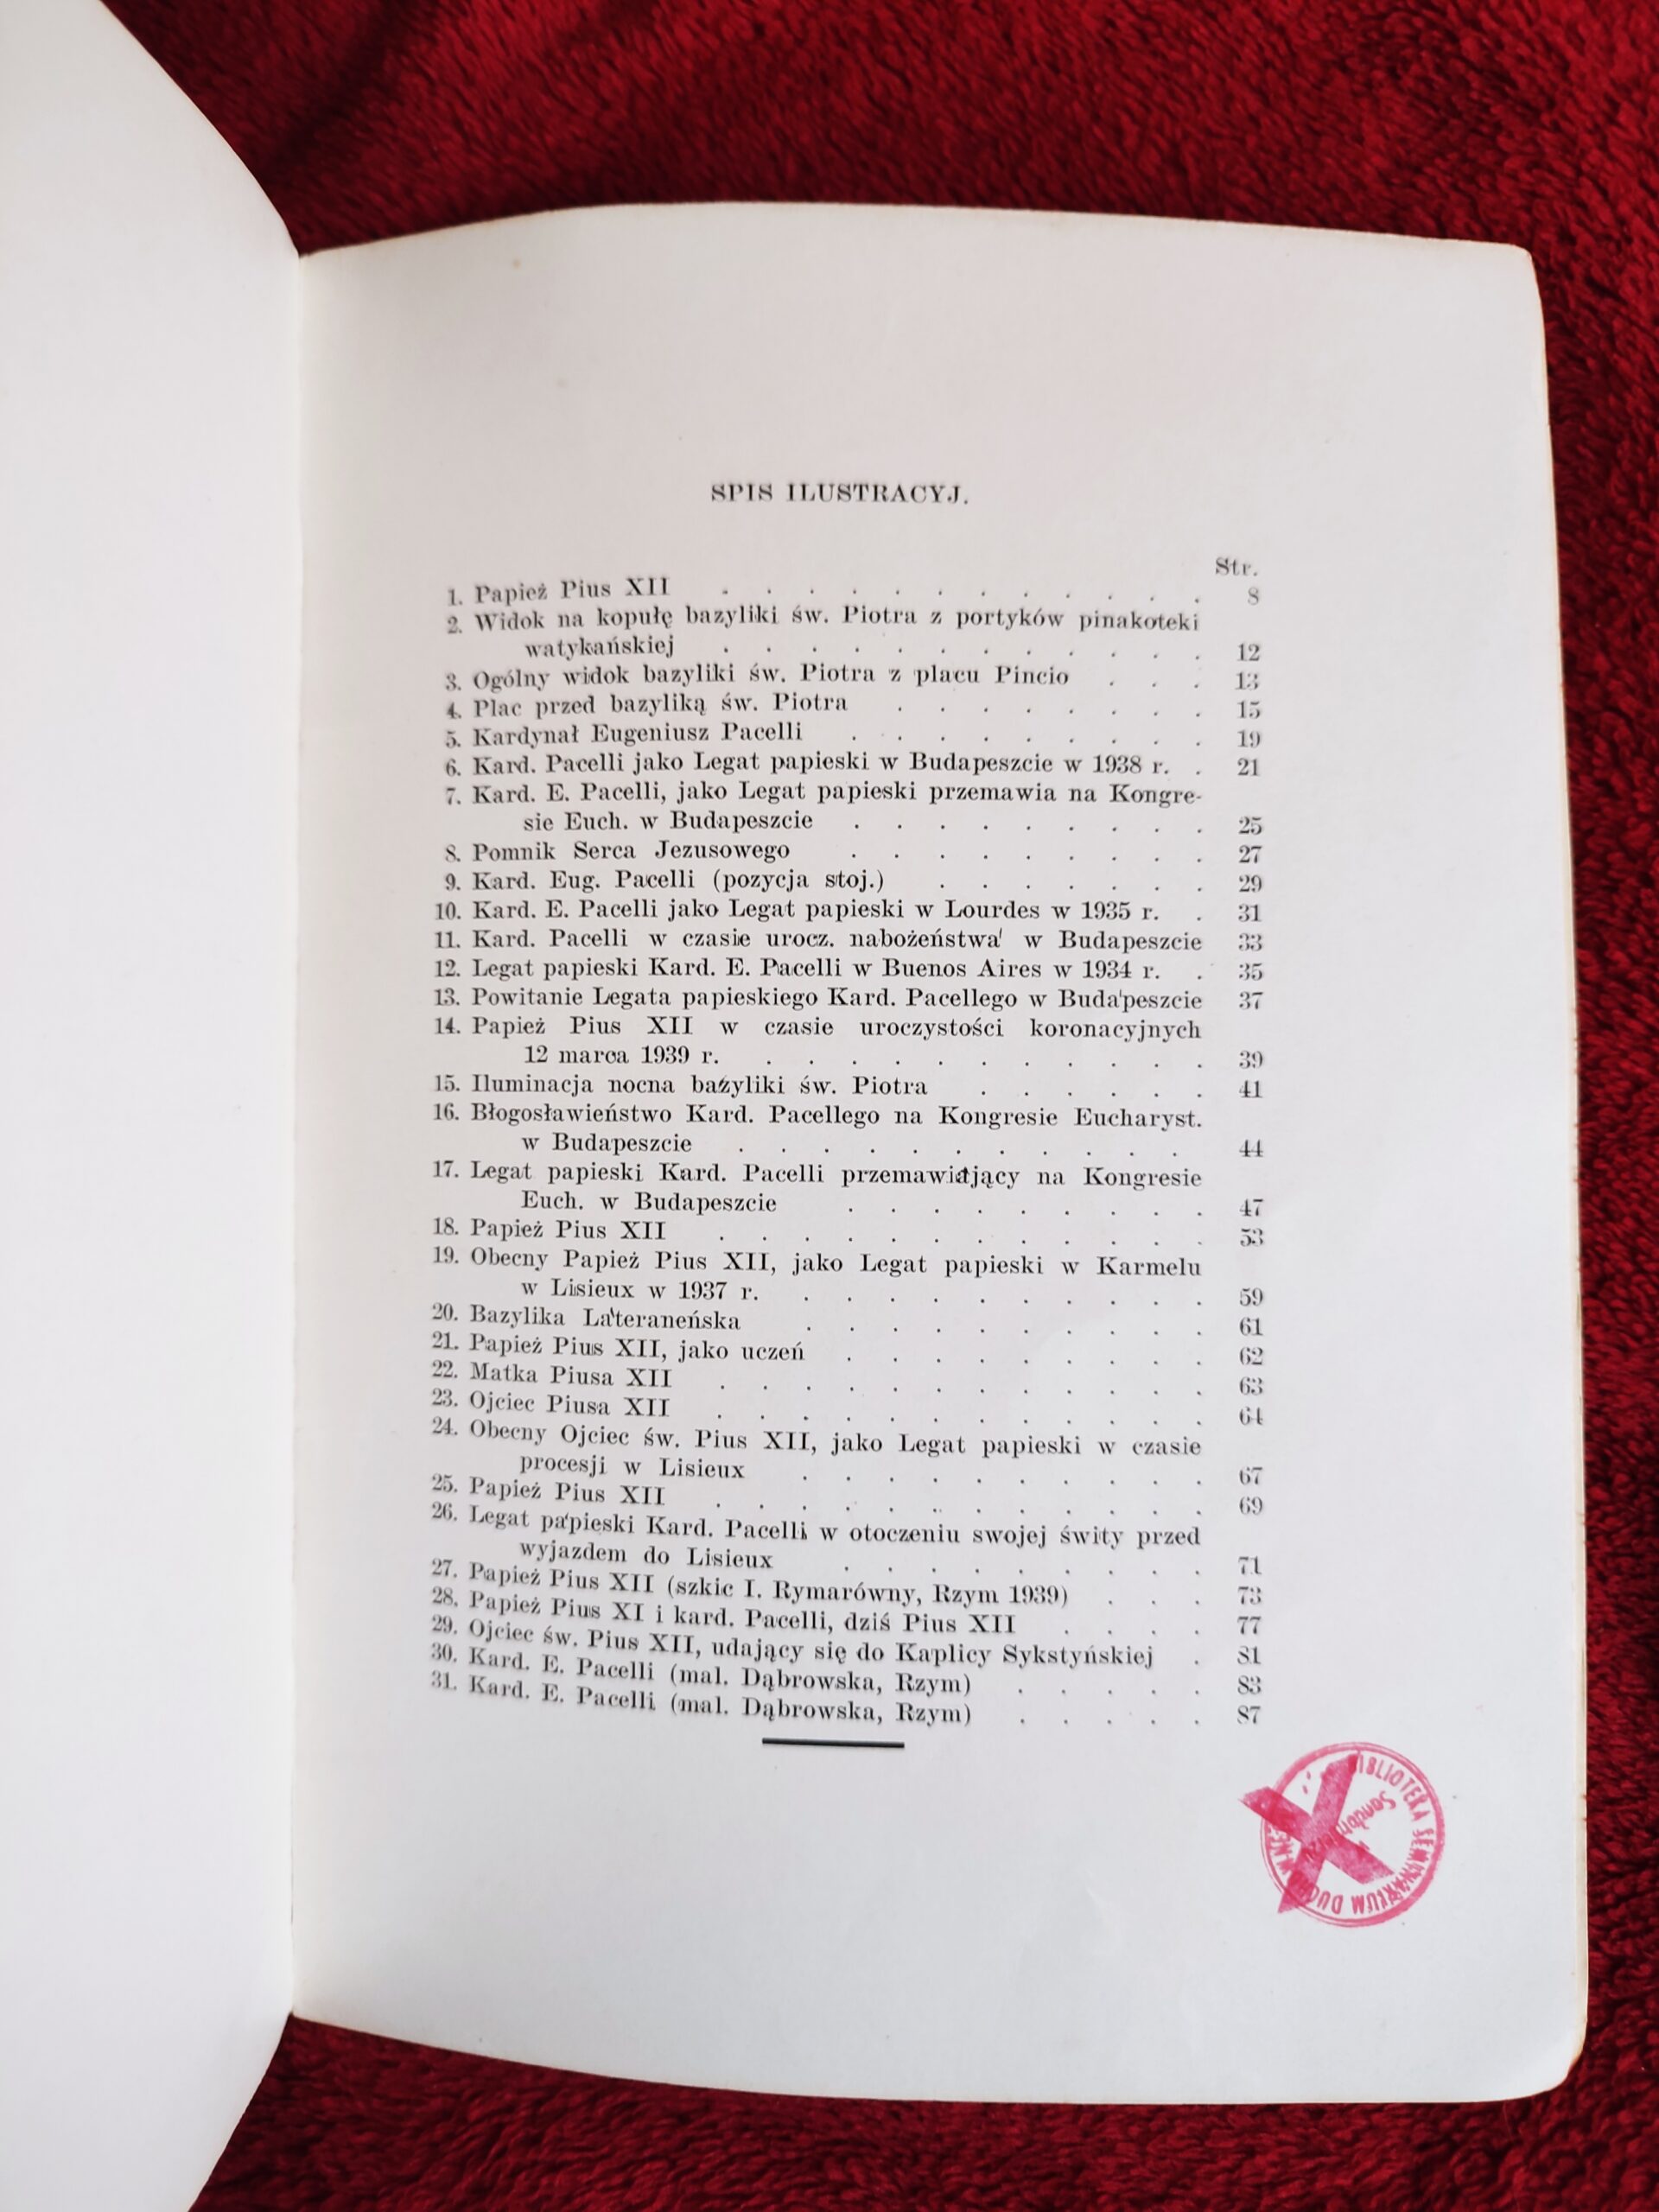 SPIS ILUSTRACYJ.
Str.
1. Papież Pius XII . . . . . . . . . . . . 8
2. Widok na kopułę bazyliki św. Piotra z portyków pinakoteki
watykańskiej . . . . . . . . . . . . 12
3. Ogólny widok bazyliki św. Piotra z placu Pincio . . . 13
4. Plac przed bazyliką św. Piotra . . . . . . . . 15
5. Kardynał Eugeniusz Pacelli . . . . . . . . . 19
6. Kard. Pacelli jako Legat papieski w Budapeszcie w 1938 r. . 21
7. Kard. E. Pacelli, jako Legat papieski przemawia na Kongre-
sie Euch. w Budapeszcie . . . . . . . . . 25
8. Pomnik Serca Jezusowego . . . . . . . . . 27
9. Kard. Eug. Pacelli (pozycja stoj.) . . . . . . . 29
10. Kard. E. Pacelli jako Legat papieski w Lourdes w 1935 r. . 31
11. Kard. Pacelli w czasie urocz. nabożeństwa w Budapeszcie 33
12. Legat papieski Kard. E. Pacelli w Buenos Aires w 1934 r. . 35
13. Powitanie Legata papieskiego Kard. Pacellego w Budapeszcie 37
14. Papież Pius XII w czasie uroczystości koronacyjnych
12 marca 1939 r. . . . . . . . . . . . 39
15. Iluminacja nocna bazyliki św. Piotra . . . . . . 41
16. Błogosławieństwo Kard. Pacellego na Kongresie Eucharyst.
w Budapeszcie . . . . . . . . . . . 44
17. Legat papieski Kard. Pacelli przemawiający na Kongresie
Euch. w Budapeszcie . . . . . . . . . 47
18. Papież Pius XII . . . . . . . . . . . . 53
19. Obecny Papież Pius XII, jako Legat papieski w Karmelu
w Lisieux w 1937 r. . . . . . . . . . . 59
20. Bazylika Lateraneńska . . . . . . . . . . 61
21. Papież Pius XII, jako uczeń . . . . . . . . . 62
22. Matka Piusa XII . . . . . . . . . . . . 63
23. Ojciec Piusa XII . . . . . . . . . . . . 64
24. Obecny Ojciec św. Pius XII, jako Legat papieski w czasie
procesji w Lisieux . . . . . . . . . . 67
25. Papież Pius XII . . . . . . . . . . . . 69
26. Legat papieski Kard. Pacelli w otoczeniu swojej świty przed
wyjazdem do Lisieux . . . . . . . . . 71
27. Papież Pius XII (szkic I. Rymarówny, Rzym 1939) . . . 73
28. Papież Pius XI i kard. Pacelli, dziś Pius XII . . . . 77
29. Ojciec św. Pius XII, udający się do Kaplicy Sykstyńskiej . 81
30. Kard. E. Pacelli (mal. Dąbrowska, Rzym) . . . . . 83
31. Kard. E. Pacelli (mal. Dąbrowska, Rzym) . . . . . 87
BIBLIOTEKA SEMINARIUM